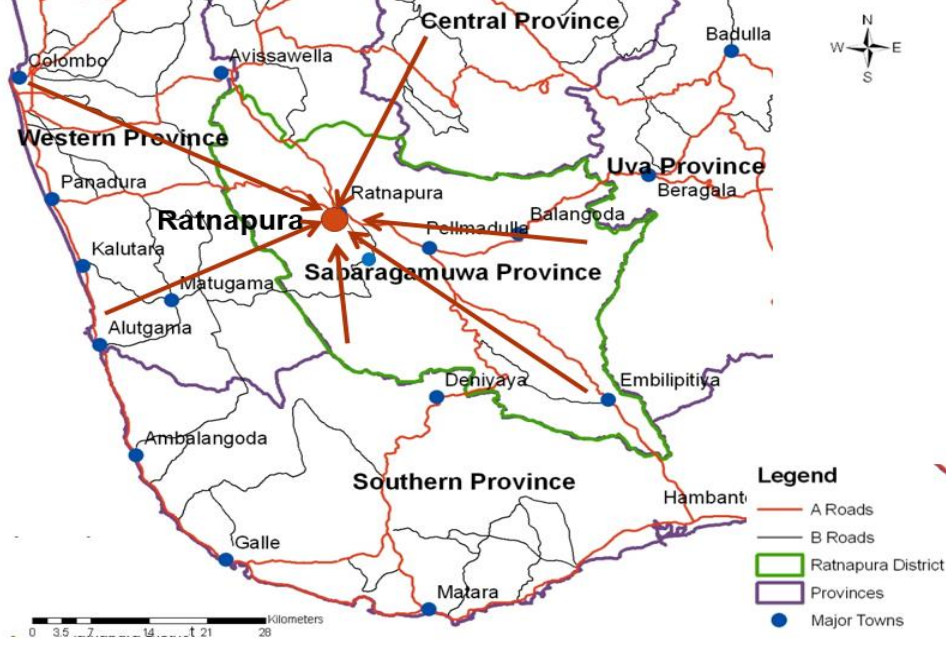 Central Province
N
W E
S
Badulla
Colombo
Avissawella
Western Province
Uva Province
Panadura
Beragala
Ratnapura
Ratnapura
Balangoda
Pellmadulla
Kalutara
Sabaragamuwa Province
Matugama
Alutgama
Deniyaya
Embilipitiya
Ambalangoda
Southern Province
Hambant
Galle
Matara
Legend
A Roads
B Roads
Ratnapura District
Provinces
Major Towns
Kilometers
0 3.5 7 14 21 28